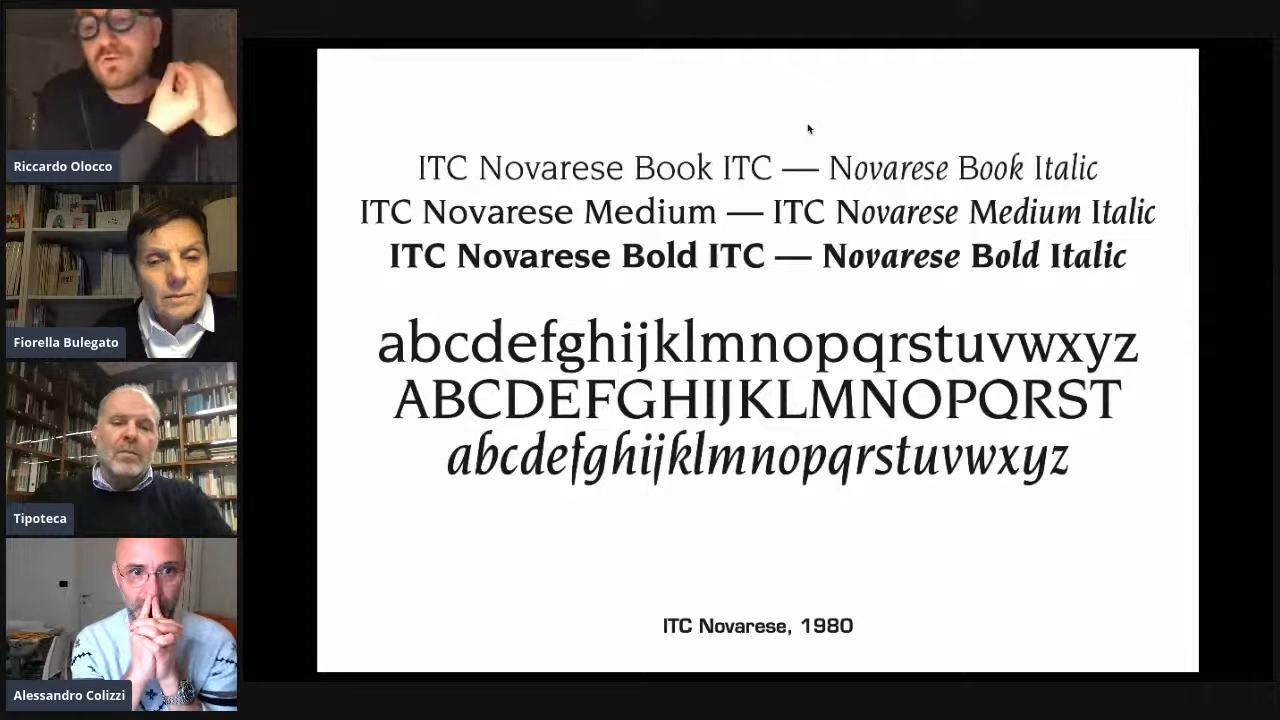 Riccardo Olocco
Fiorella Bulegato
Tipoteca
Alessandro Colizzi
ITC Novarese Book ITC — Novarese Book Italic
ITC Novarese Medium — ITC Novarese Medium Italic
ITC Novarese Bold ITC — Novarese Bold Italic
abcdefghijklmnopqrstuvwxyz
ABCDEFGHIJKLMNOPQRST
abcdefghijklmnopqrstuvwxyz
ITC Novarese, 1980